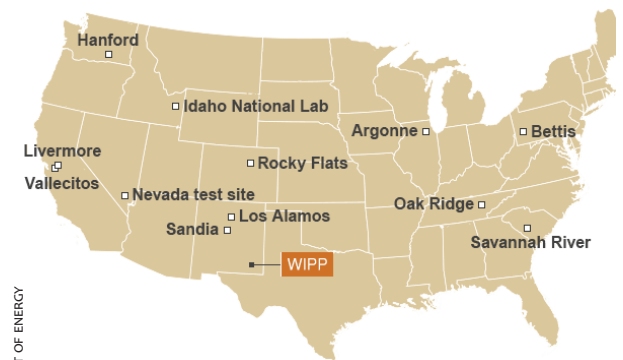 Hanford
Idaho National Lab
Argonne
Bettis
Livermore
Vallecitos
Rocky Flats
Nevada test site
Oak Ridge
Los Alamos
Sandia
Savannah River
WIPP
T OF ENERGY